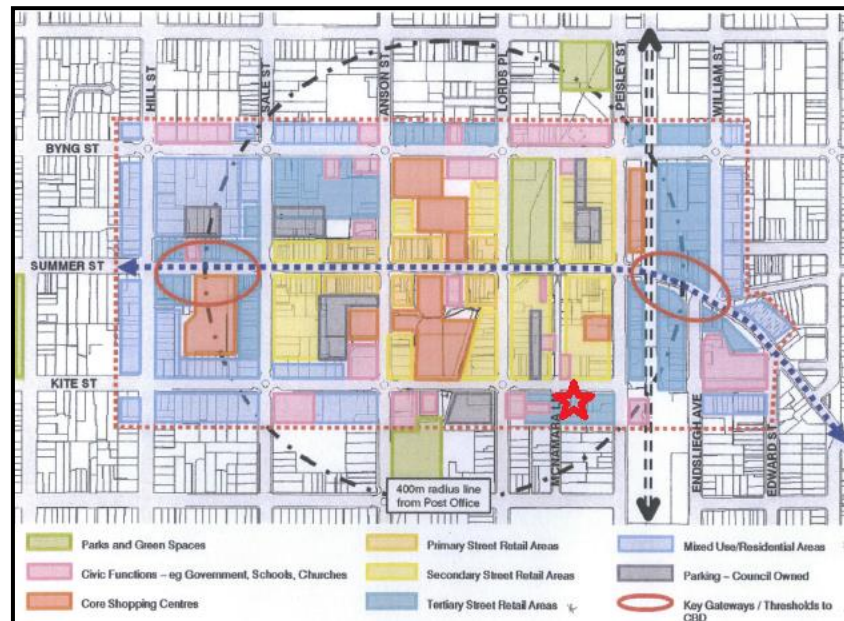 HILL ST
SALE ST
ANSON ST
LORDS PL
PEISLEY ST
WILLIAM ST
BYNG ST
SUMMER ST
KITE ST
MCNAMARA L
ENDSLIEGH AVE
EDWARD ST
400m radius line
from Post Office
Parks and Green Spaces
Primary Street Retail Areas
Mixed Use/Residential Areas
Civic Functions – eg Government, Schools, Churches
Secondary Street Retail Areas
Parking – Council Owned
Core Shopping Centres
Tertiary Street Retail Areas
Key Gateways / Thresholds to
CBD